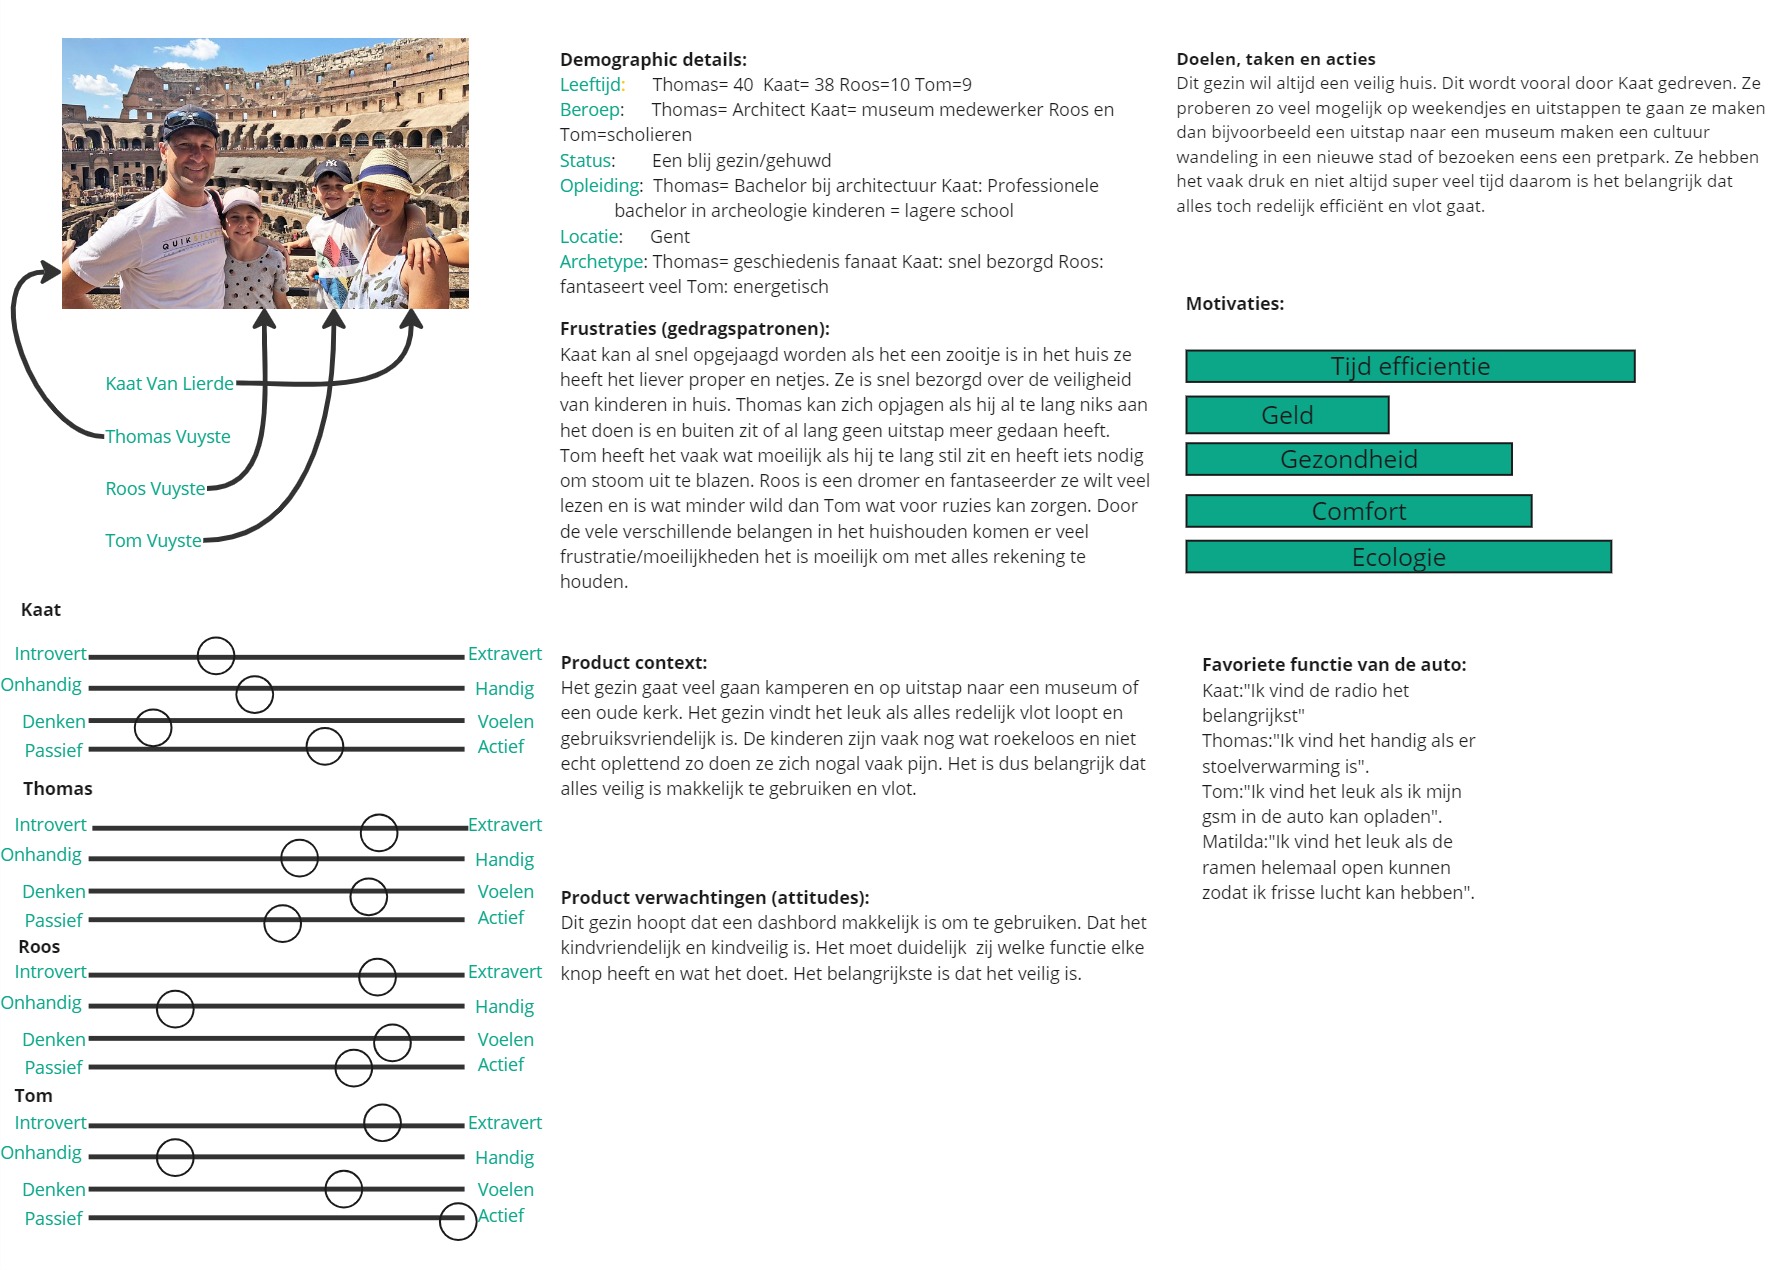 QUIK
NY
Kaat Van Lierde
Thomas Vuyste
Roos Vuyste
Tom Vuyste
Kaat
Introvert Extravert
Onhandig Handig
Denken Voelen
Passief Actief
Thomas
Introvert Extravert
Onhandig Handig
Denken Voelen
Passief Actief
Roos
Introvert Extravert
Onhandig Handig
Denken Voelen
Passief Actief
Tom
Introvert Extravert
Onhandig Handig
Denken Voelen
Passief Actief
Demographic details:
Leeftijd: Thomas= 40 Kaat= 38 Roos=10 Tom=9
Beroep: Thomas= Architect Kaat= museum medewerker Roos en
Tom=scholieren
Status: Een blij gezin/gehuwd
Opleiding: Thomas= Bachelor bij architectuur Kaat: Professionele
bachelor in archeologie kinderen = lagere school
Locatie: Gent
Archetype: Thomas= geschiedenis fanaat Kaat: snel bezorgd Roos:
fantaseert veel Tom: energetisch
Frustraties (gedragspatronen):
Kaat kan al snel opgejaagd worden als het een zooitje is in het huis ze
heeft het liever proper en netjes. Ze is snel bezorgd over de veiligheid
van kinderen in huis. Thomas kan zich opjagen als hij al te lang niks aan
het doen is en buiten zit of al lang geen uitstap meer gedaan heeft.
Tom heeft het vaak wat moeilijk als hij te lang stil zit en heeft iets nodig
om stoom uit te blazen. Roos is een dromer en fantaseerder ze wilt veel
lezen en is wat minder wild dan Tom wat voor ruzies kan zorgen. Door
de vele verschillende belangen in het huishouden komen er veel
frustratie/moeilijkheden het is moeilijk om met alles rekening te
houden.
Product context:
Het gezin gaat veel gaan kamperen en op uitstap naar een museum of
een oude kerk. Het gezin vindt het leuk als alles redelijk vlot loopt en
gebruiksvriendelijk is. De kinderen zijn vaak nog wat roekeloos en niet
echt oplettend zo doen ze zich nogal vaak pijn. Het is dus belangrijk dat
alles veilig is makkelijk te gebruiken en vlot.
Product verwachtingen (attitudes):
Dit gezin hoopt dat een dashbord makkelijk is om te gebruiken. Dat het
kindvriendelijk en kindveilig is. Het moet duidelijk zij welke functie elke
knop heeft en wat het doet. Het belangrijkste is dat het veilig is.
Doelen, taken en acties
Dit gezin wil altijd een veilig huis. Dit wordt vooral door Kaat gedreven. Ze
proberen zo veel mogelijk op weekendjes en uitstappen te gaan ze maken
dan bijvoorbeeld een uitstap naar een museum maken een cultuur
wandeling in een nieuwe stad of bezoeken eens een pretpark. Ze hebben
het vaak druk en niet altijd super veel tijd daarom is het belangrijk dat
alles toch redelijk efficiënt en vlot gaat.
Motivaties:
Tijd efficientie
Geld
Gezondheid
Comfort
Ecologie
Favoriete functie van de auto:
Kaat:"Ik vind de radio het
belangrijkst"
Thomas:"Ik vind het handig als er
stoelverwarming is".
Tom:"Ik vind het leuk als ik mijn
gsm in de auto kan opladen".
Matilda:"Ik vind het leuk als de
ramen helemaal open kunnen
zodat ik frisse lucht kan hebben".